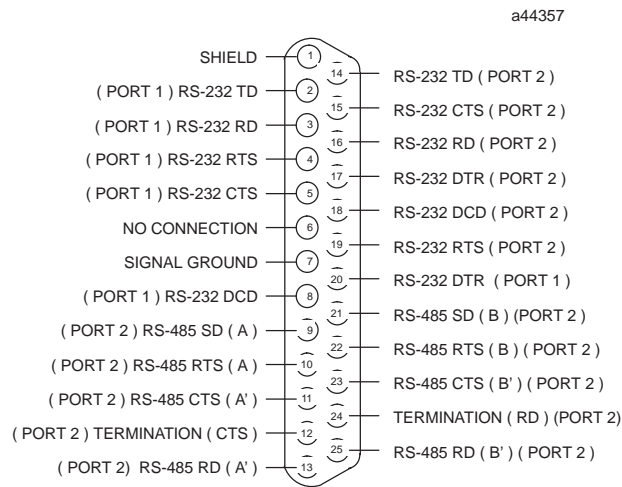 a44357
SHIELD 1
( PORT 1 ) RS-232 TD 2
( PORT 1 ) RS-232 RD 3
( PORT 1 ) RS-232 RTS 4
( PORT 1 ) RS-232 CTS 5
NO CONNECTION 6
SIGNAL GROUND 7
( PORT 1 ) RS-232 DCD 8
( PORT 2 ) RS-485 SD ( A ) 9
( PORT 2 ) RS-485 RTS ( A ) 10
( PORT 2 ) RS-485 CTS ( A' ) 11
( PORT 2 ) TERMINATION ( CTS ) 12
( PORT 2) RS-485 RD ( A' ) 13
14 RS-232 TD ( PORT 2 )
15 RS-232 CTS ( PORT 2 )
16 RS-232 RD ( PORT 2 )
17 RS-232 DTR ( PORT 2 )
18 RS-232 DCD ( PORT 2 )
19 RS-232 RTS ( PORT 2 )
20 RS-232 DTR ( PORT 1 )
21 RS-485 SD ( B ) (PORT 2 )
22 RS-485 RTS ( B ) ( PORT 2 )
23 RS-485 CTS ( B' ) ( PORT 2 )
24 TERMINATION ( RD ) (PORT 2)
25 RS-485 RD ( B' ) ( PORT 2 )